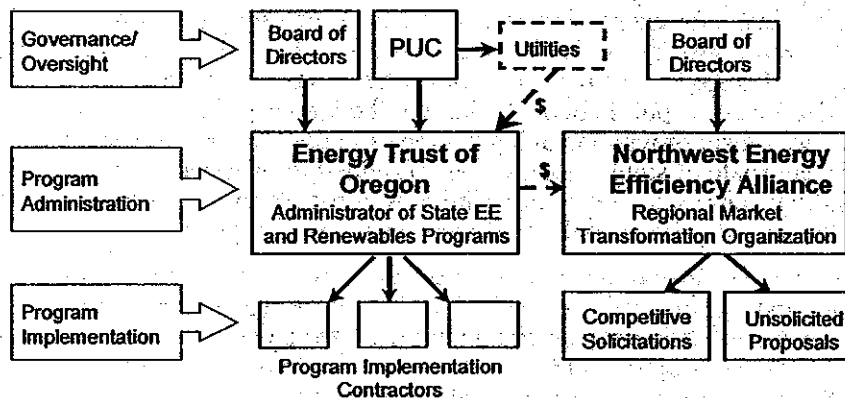 Governance/
Oversight
Board of
Directors
PUC
Utilities
Board of
Directors
$
Program
Administration
Energy Trust of
Oregon
Administrator of State EE
and Renewables Programs
$
Northwest Energy
Efficiency Alliance
Regional Market
Transformation Organization
Program
Implementation
Program Implementation
Contractors
Competitive
Solicitations
Unsolicited
Proposals